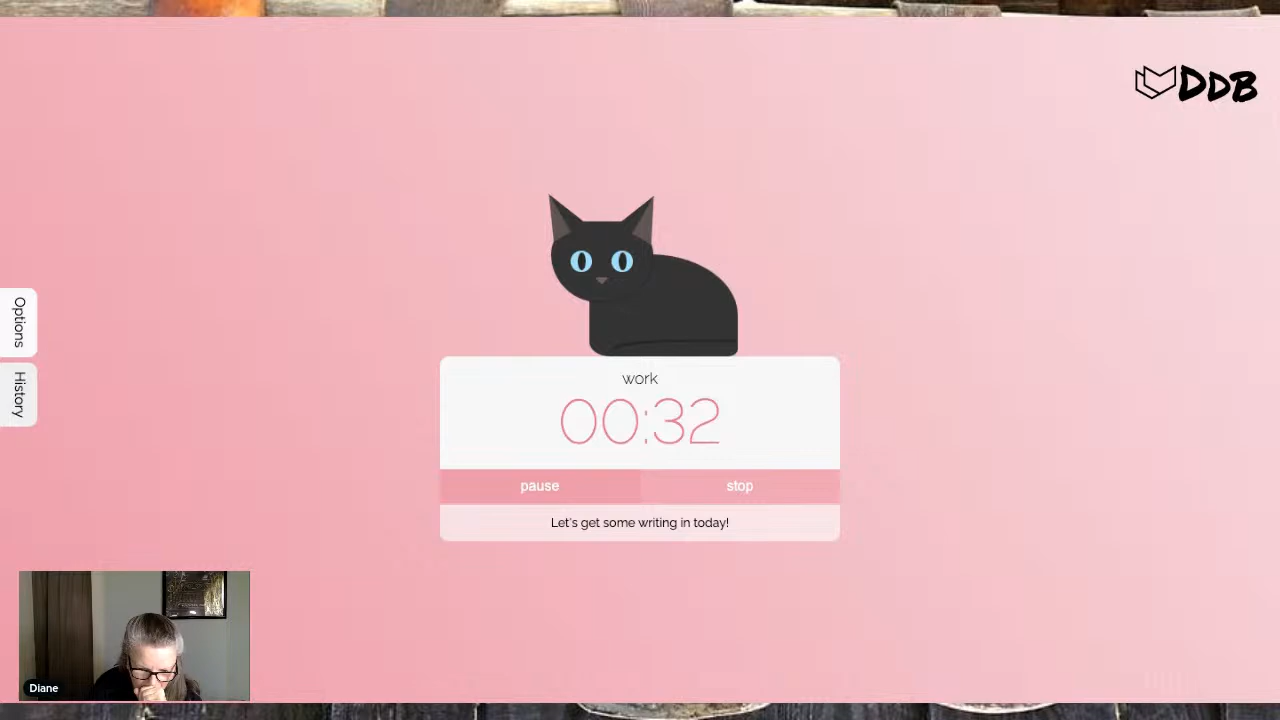 DDB
Options
History
work
00:32
pause
stop
Let's get some writing in today!
Diane